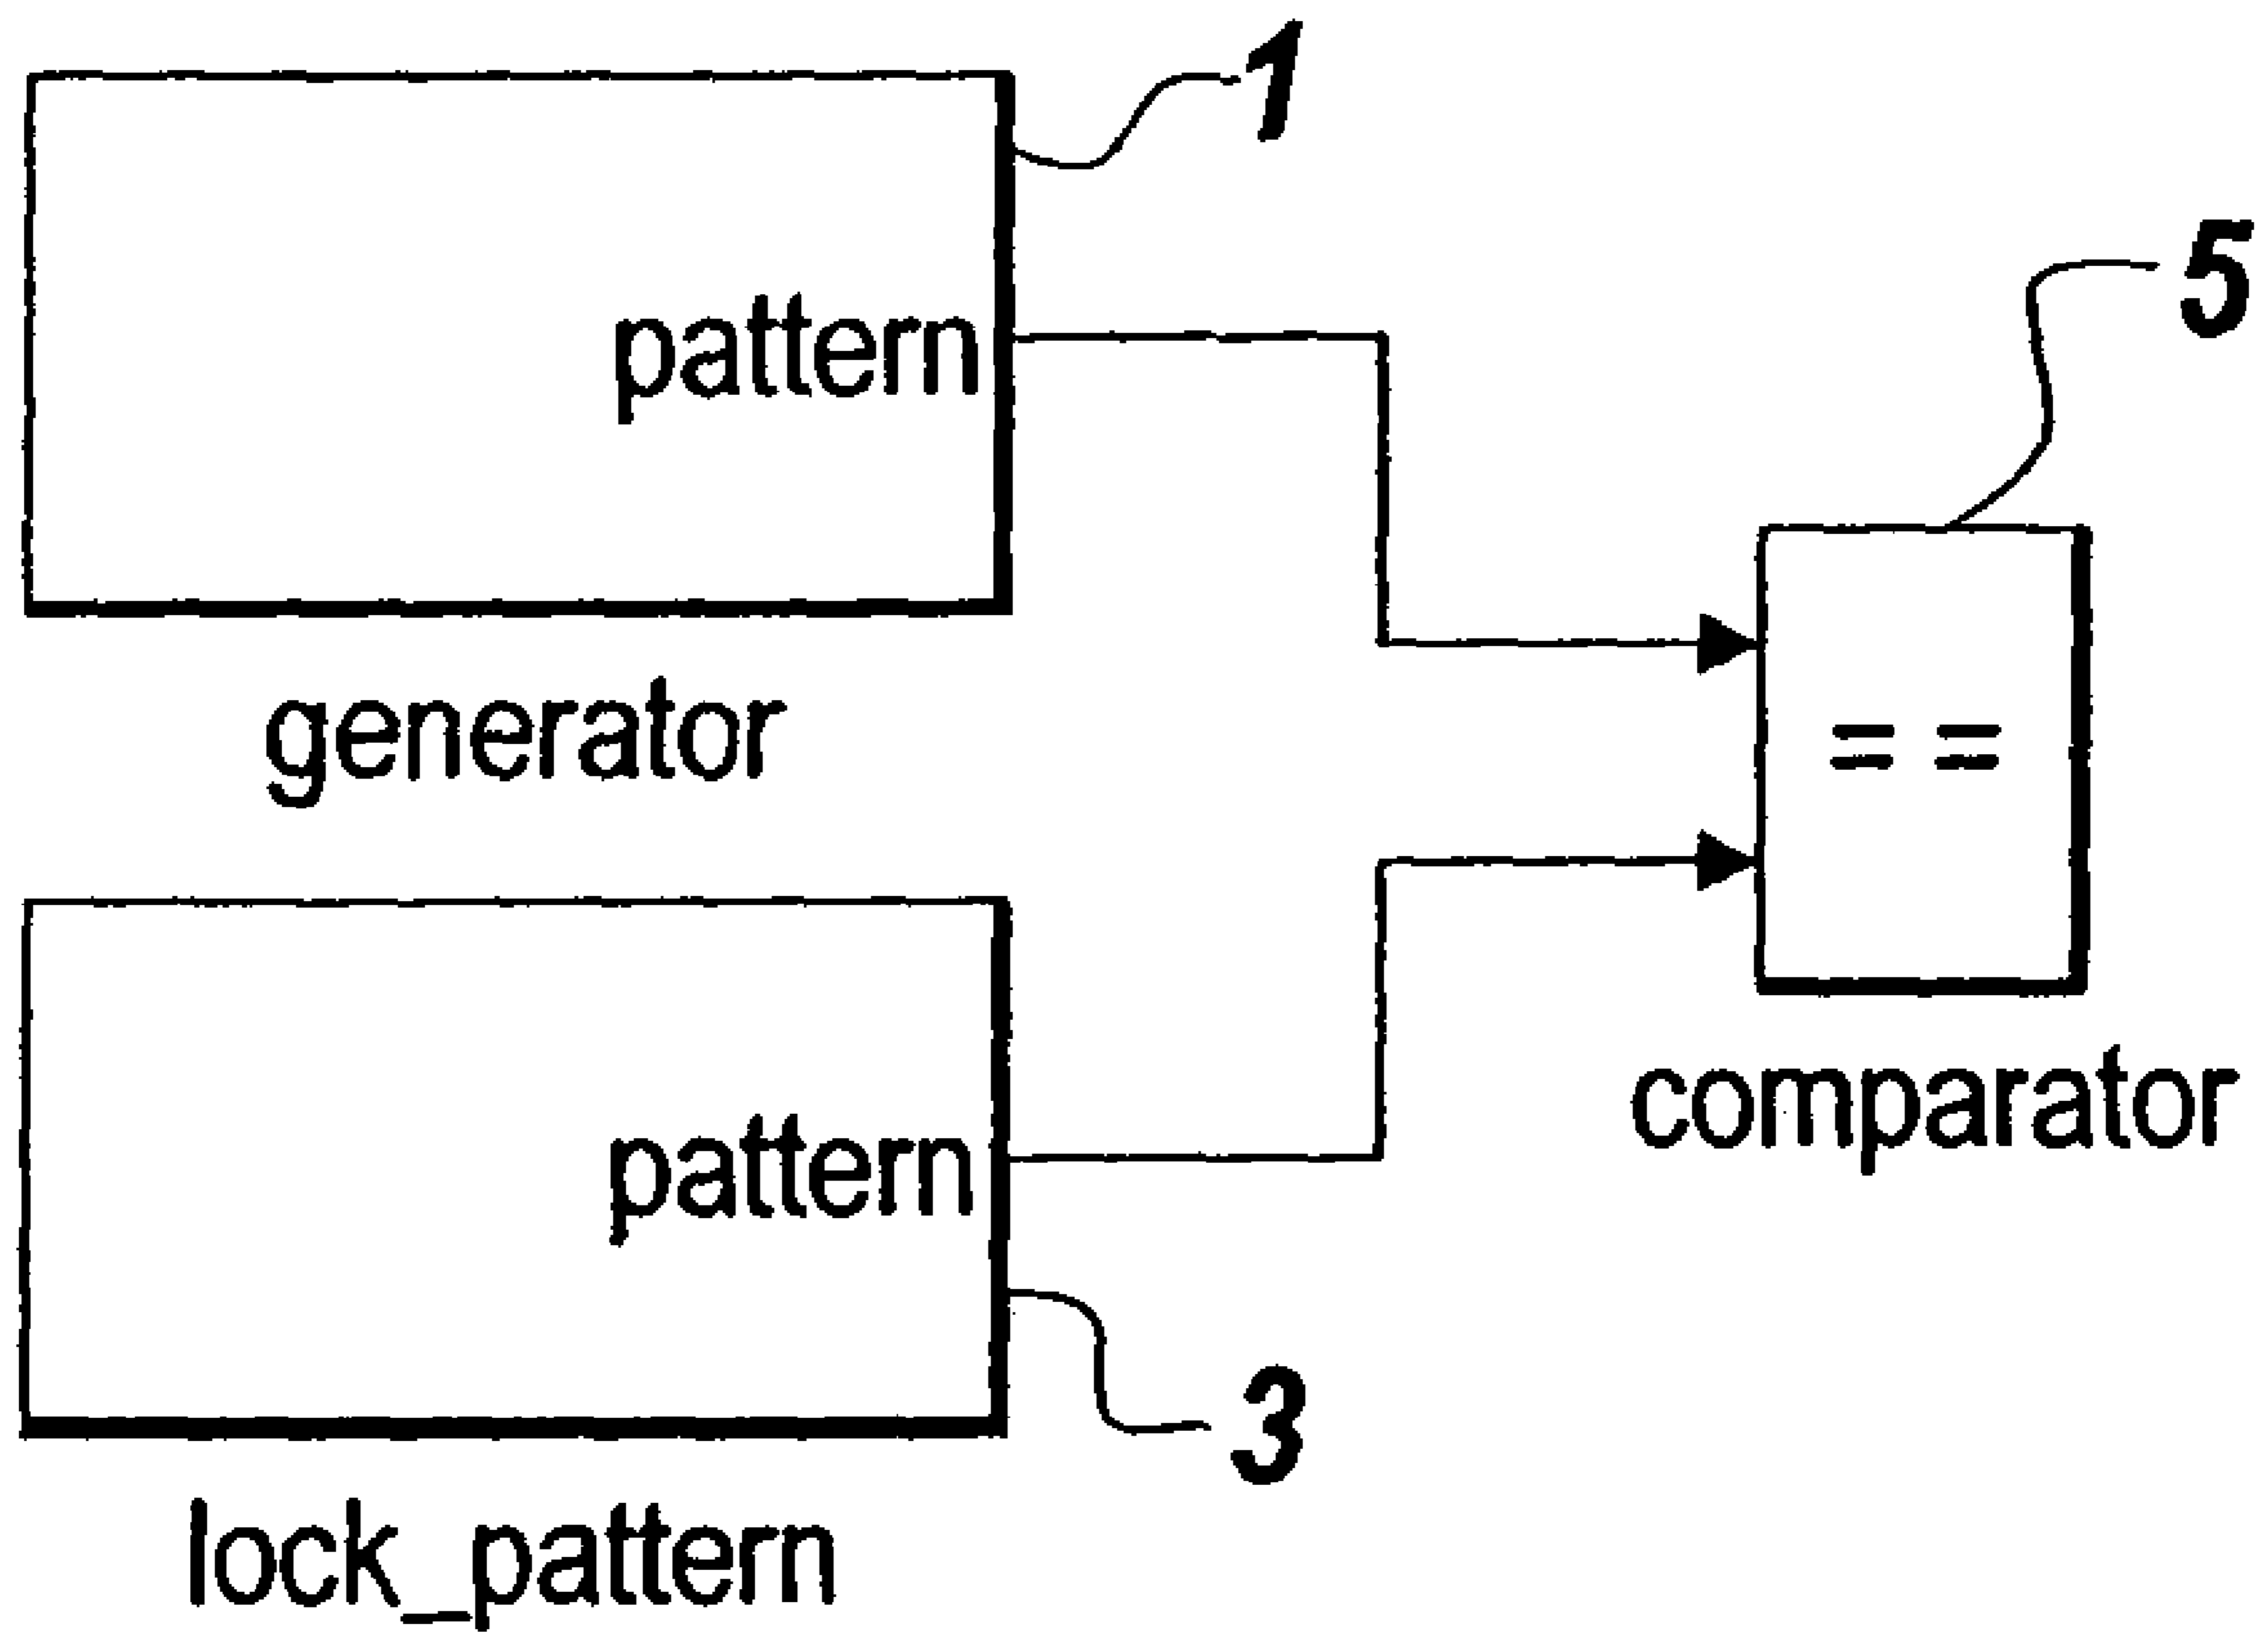 1
pattern
5
generator
= =
pattern
comparator
3
lock_pattern